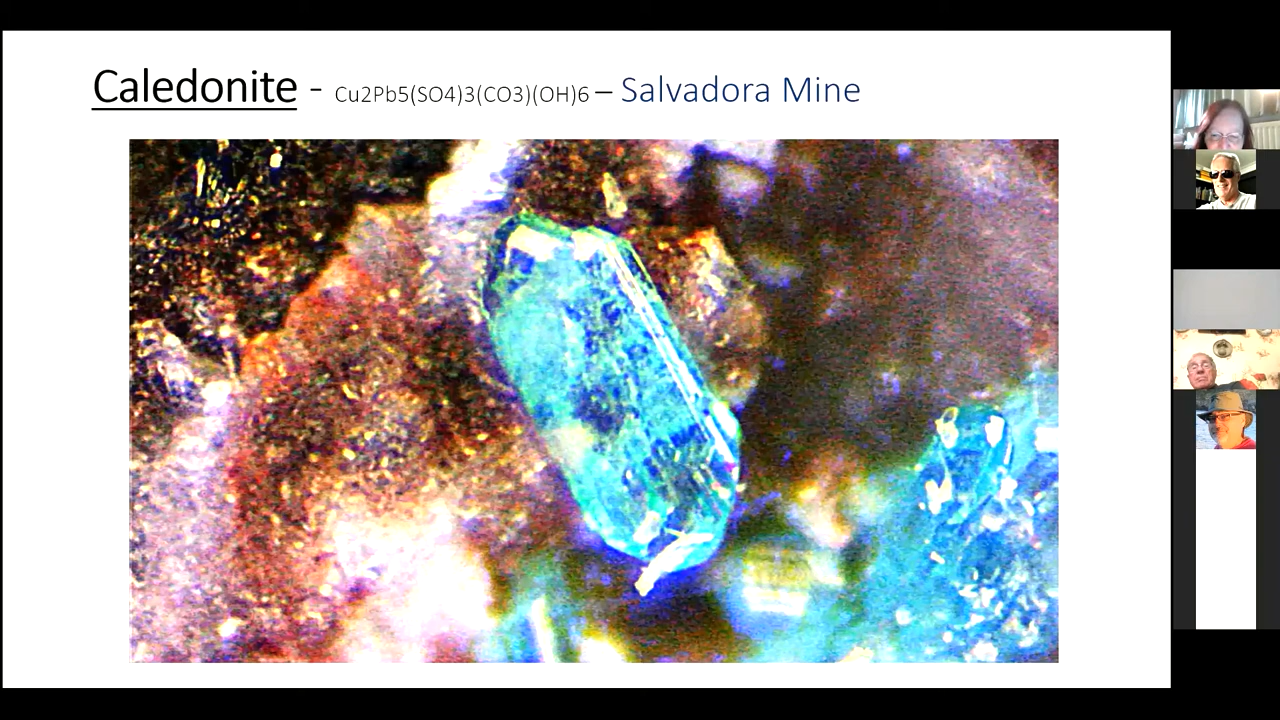 Caledonite - Cu2Pb5(SO4)3(CO3)(OH)6 – Salvadora Mine